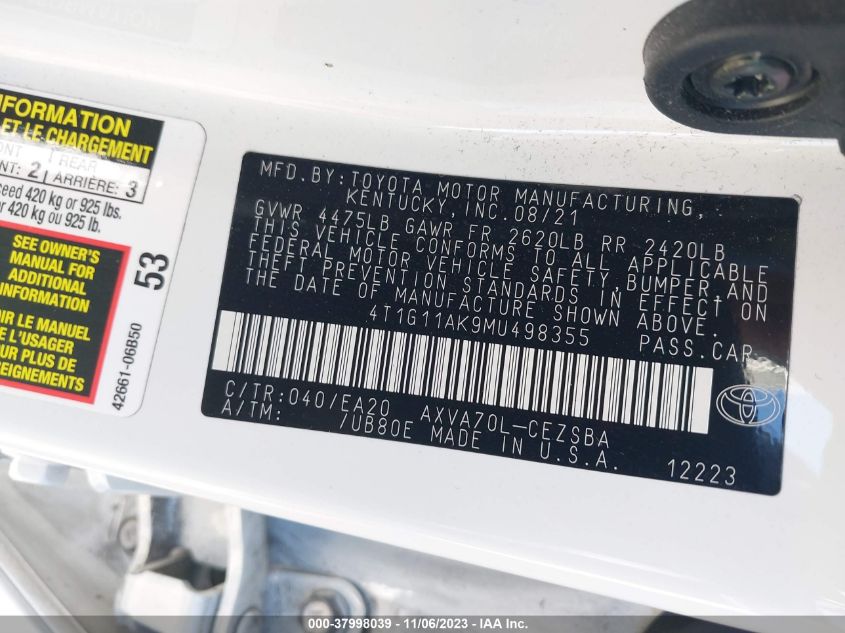 INFORMATION
ET LE CHARGEMENT
REAR
2 ARRIÈRE: 3
420 kg or 925 lbs.
420 kg ou 925 lb.
SEE OWNER'S
MANUAL FOR
ADDITIONAL
INFORMATION
LE MANUEL
DE L'USAGER
POUR PLUS DE
RENSEIGNEMENTS
53
42661-06B50
MFD.BY:TOYOTA MOTOR MANUFACTURING,
KENTUCKY,INC.08/21
GVWR 4475LB GAWR FR 2620LB RR 2420LB
THIS VEHICLE CONFORMS TO ALL APPLICABLE
FEDERAL MOTOR VEHICLE SAFETY,BUMPER,AND
THEFT PREVENTION STANDARDS IN EFFECT ON
THE DATE OF MANUFACTURE SHOWN ABOVE.
4T1G11AK9MU498355 PASS.CAR
C/TR:040/EA20 AXVA70L-CEZSBA
A/TM: /UB80E MADE IN U.S.A.
12223
000-37998039 - 11/06/2023 - IAA Inc.